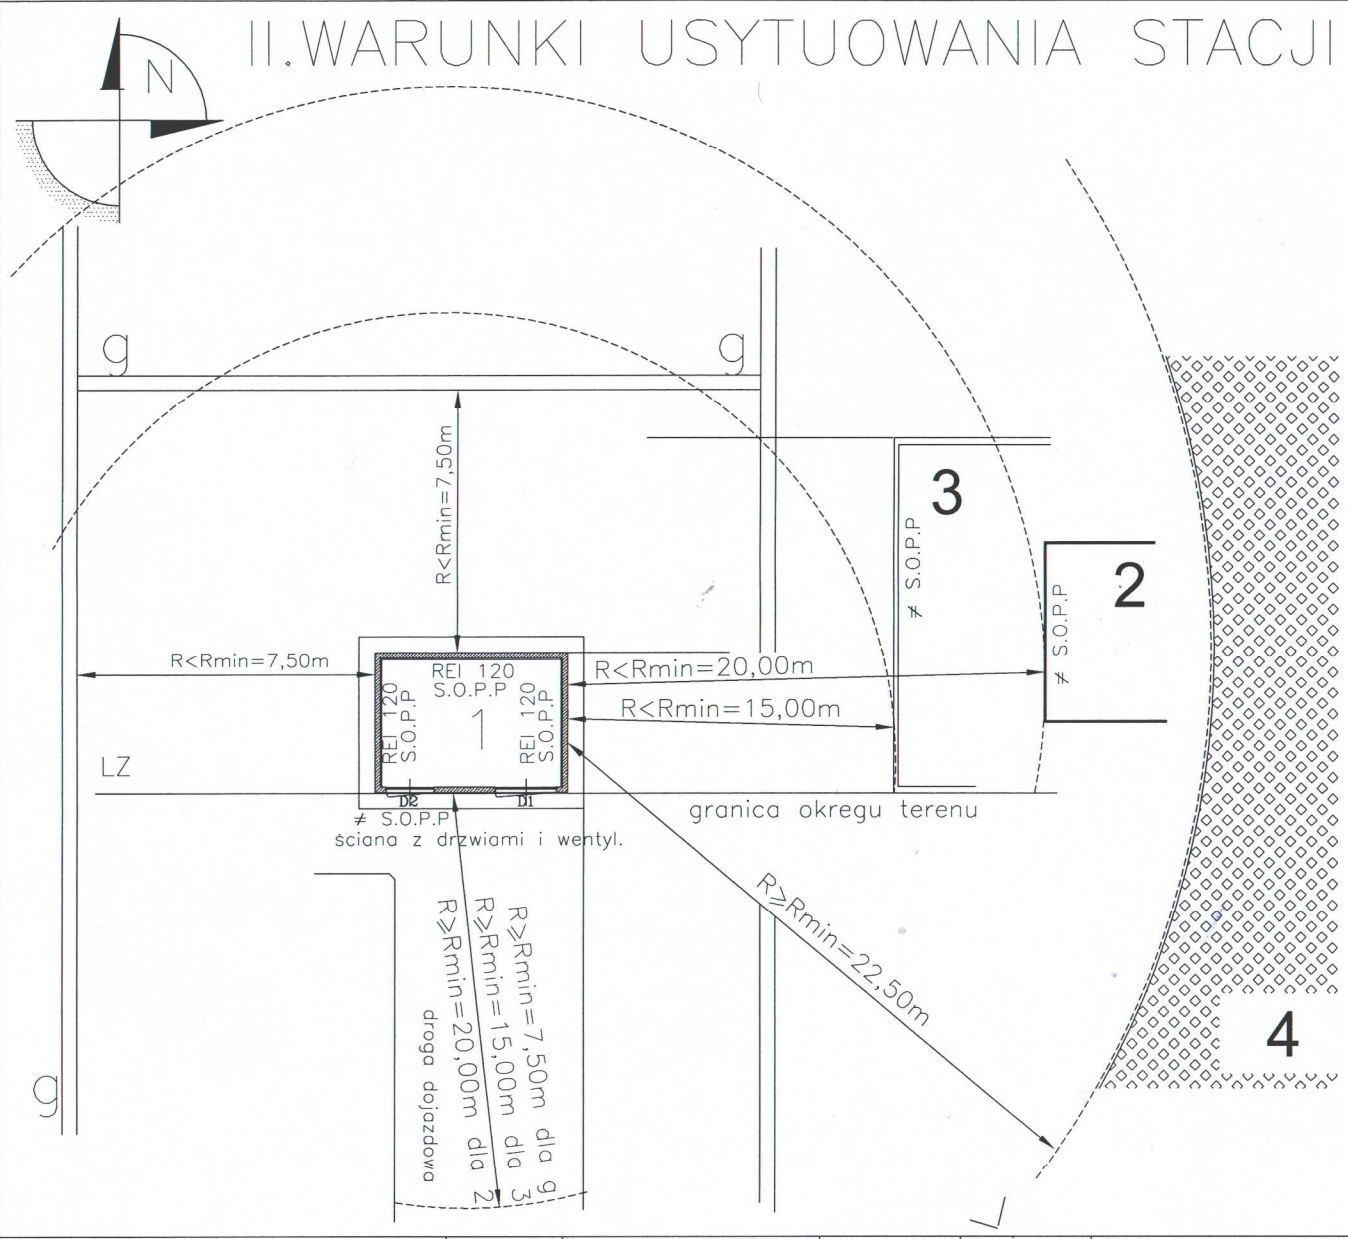 II.WARUNKI USYTUOWANIA STACJI
N
g
g
R<Rmin=7,50m
3
≠ S.O.P.P
2
≠ S.O.P.P
R<Rmin=7,50m
REI 120
S.O.P.P
REI 120
S.O.P.P
1
REI 120
S.O.P.P
R<Rmin=20,00m
R<Rmin=15,00m
LZ
D2
D1
≠ S.O.P.P
ściana z drzwiami i wentyl.
granica okregu terenu
R⩾Rmin=22,50m
R⩾Rmin=7,50m dla g
R⩾Rmin=15,00m dla 3
R⩾Rmin=20,00m dla 2
droga dojazdowa
4
g